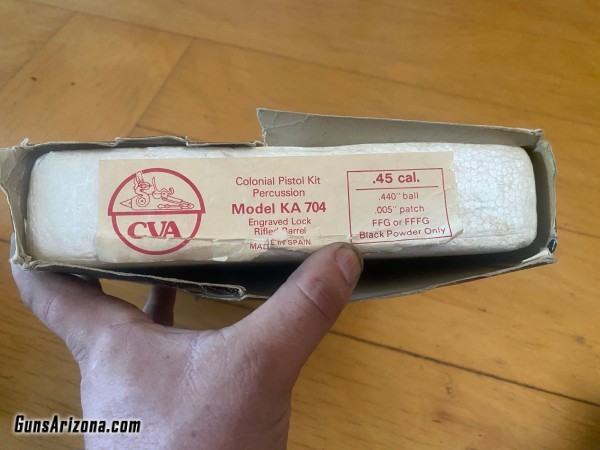 CVA
Colonial Pistol Kit
Percussion
Model KA 704
Engraved Lock
Rifled Barrel
MADE IN SPAIN
.45 cal.
.440" ball
.005" patch
FFG or FFFG
Black Powder Only
GunsArizona.com